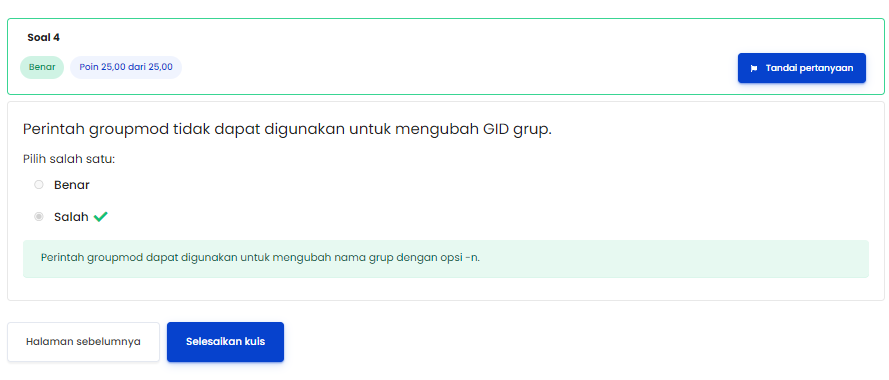 Soal 4
Benar Poin 25,00 dari 25,00 Tandai pertanyaan
Perintah groupmod tidak dapat digunakan untuk mengubah GID grup.
Pilih salah satu:
Benar
Salah
Perintah groupmod dapat digunakan untuk mengubah nama grup dengan opsi -n.
Halaman sebelumnya Selesaikan kuis